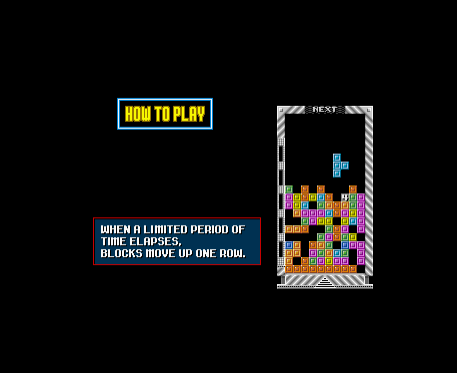 HOW TO PLAY
NEXT
WHEN A LIMITED PERIOD OF
TIME ELAPSES,
BLOCKS MOVE UP ONE ROW.